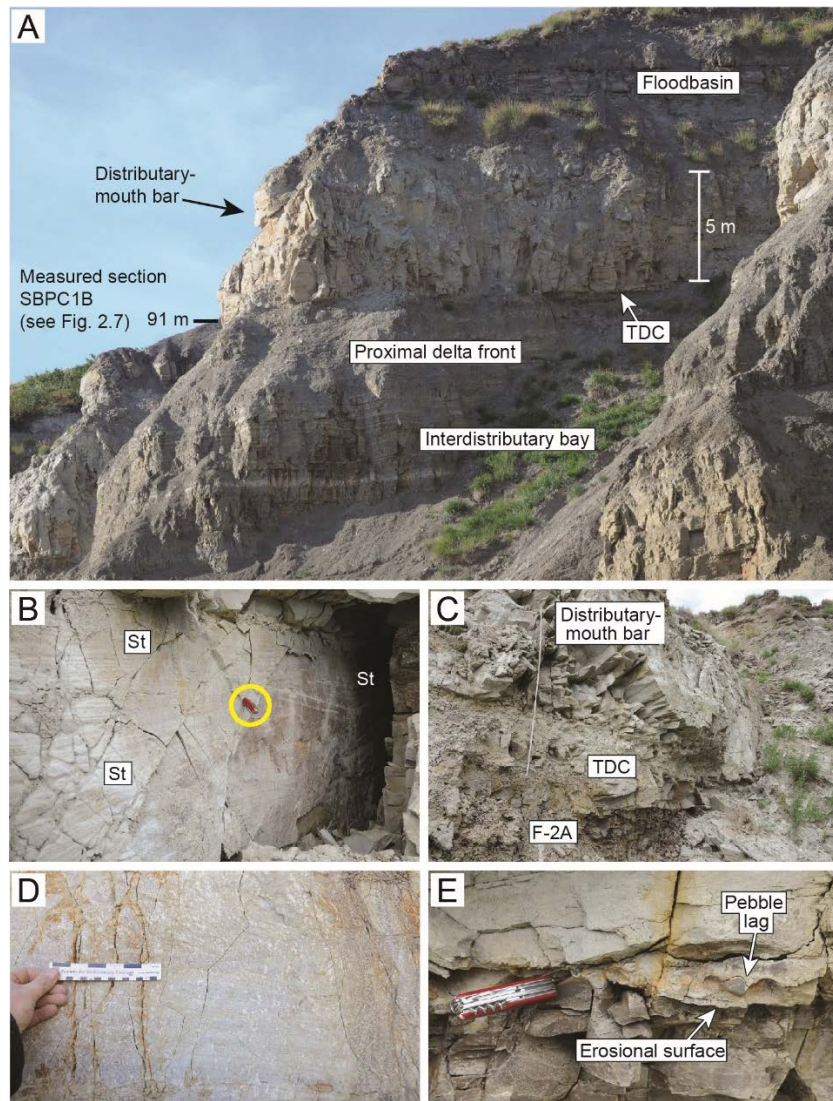 A
Floodbasin
Distributary-
mouth bar
5 m
Measured section
SBPC1B
(see Fig. 2.7)
91 m
TDC
Proximal delta front
Interdistributary bay
B
St
St
St
C
Distributary-
mouth bar
TDC
F-2A
D
E
Pebble
lag
Erosional surface